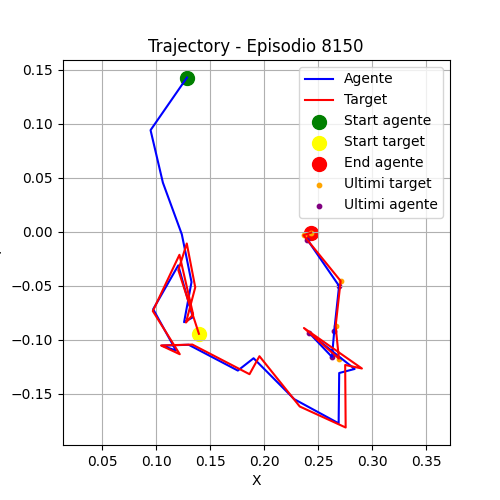 Trajectory - Episodio 8150
0.15
0.10
0.05
0.00
−0.05
−0.10
−0.15
Agente
Target
Start agente
Start target
End agente
Ultimi target
Ultimi agente
0.05 0.10 0.15 0.20 0.25 0.30 0.35
X